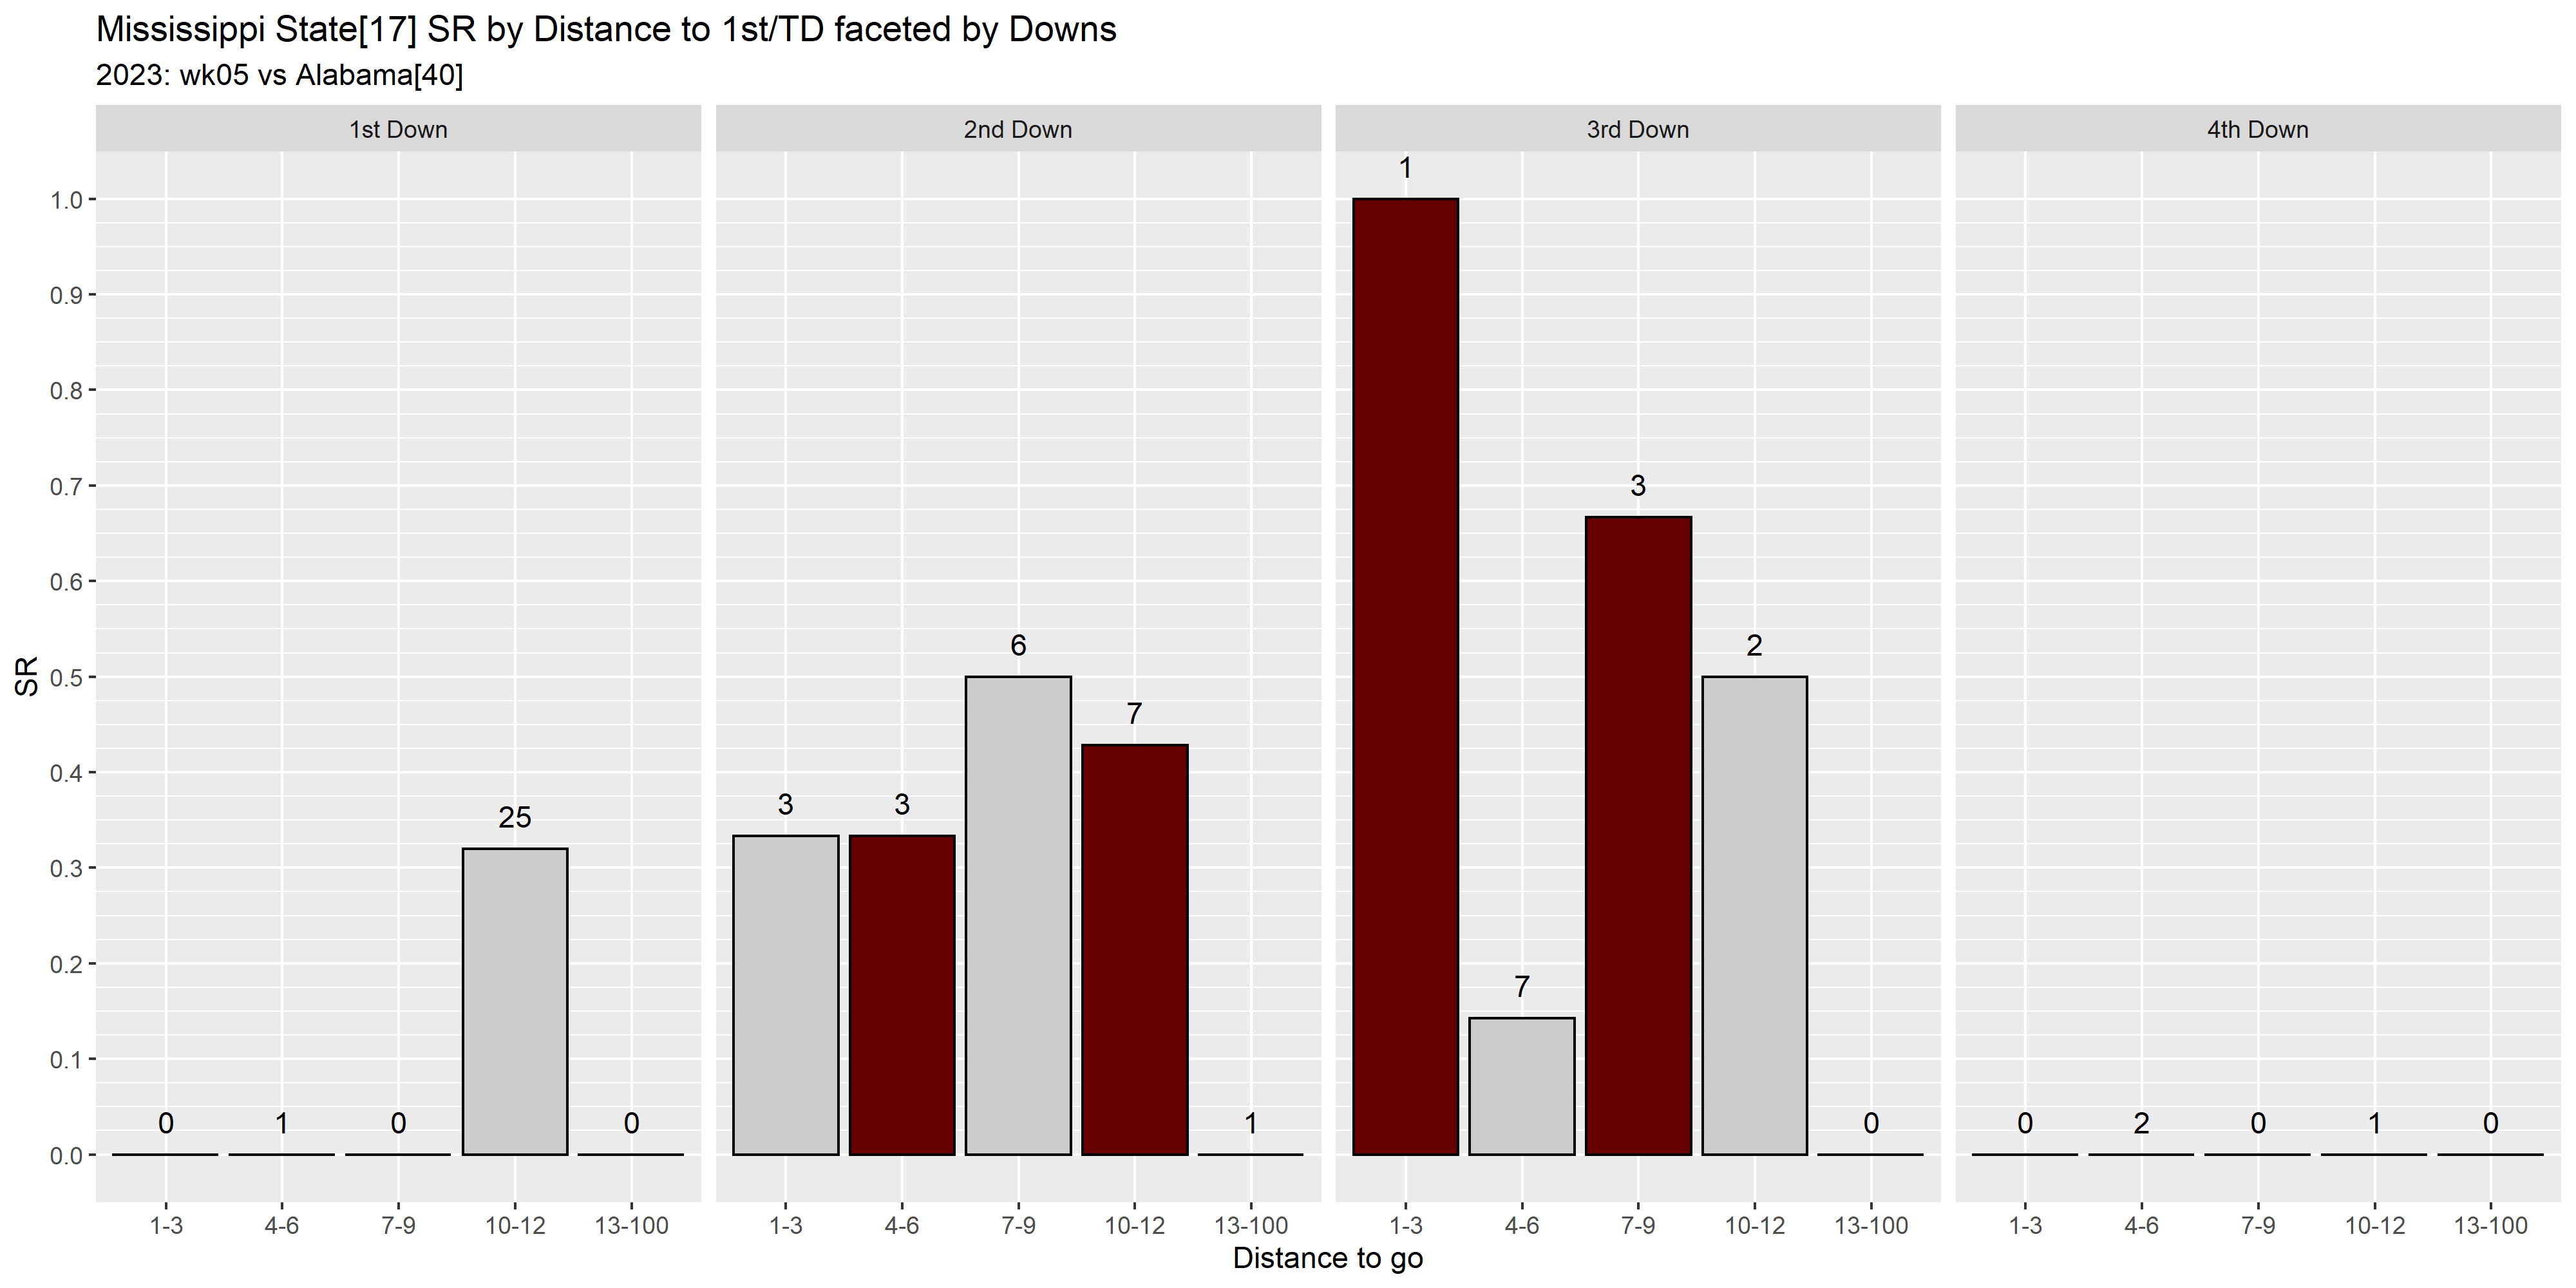 Mississippi State[17] SR by Distance to 1st/TD faceted by Downs
2023: wk05 vs Alabama[40]
1st Down 2nd Down 3rd Down 4th Down
SR
1.0
0.9
0.8
0.7
0.6
0.5
0.4
0.3
0.2
0.1
0.0
0 1 0 25 0
3 3 6 7 1
1 7 3 2 0
0 2 0 1 0
1-3 4-6 7-9 10-12 13-100 1-3 4-6 7-9 10-12 13-100 1-3 4-6 7-9 10-12 13-100 1-3 4-6 7-9 10-12 13-100
Distance to go